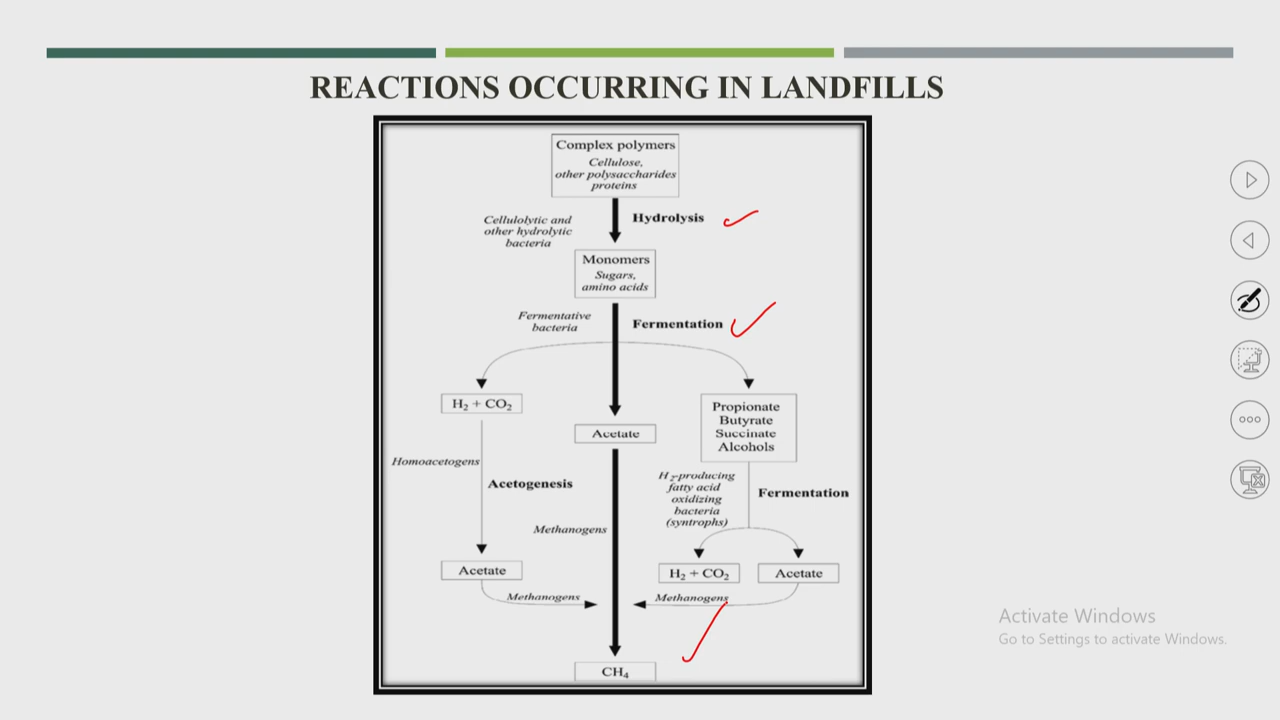 REACTIONS OCCURRING IN LANDFILLS
Complex polymers
Cellulose,
other polysaccharides
proteins
Cellulolytic and
other hydrolytic
bacteria
Hydrolysis
Monomers
Sugars,
amino acids
Fermentative
bacteria
Fermentation
H₂ + CO₂
Acetate
Propionate
Butyrate
Succinate
Alcohols
Homoacetogens
Acetogenesis
Methanogens
H₂-producing
fatty acid
oxidizing
bacteria
(syntrophs)
Fermentation
Acetate
H₂ + CO₂
Acetate
Methanogens
Methanogens
CH₄
Activate Windows
Go to Settings to activate Windows.